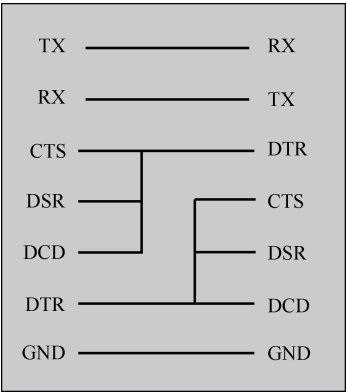 TX RX
RX TX
CTS DTR
DSR CTS
DCD DSR
DTR DCD
GND GND